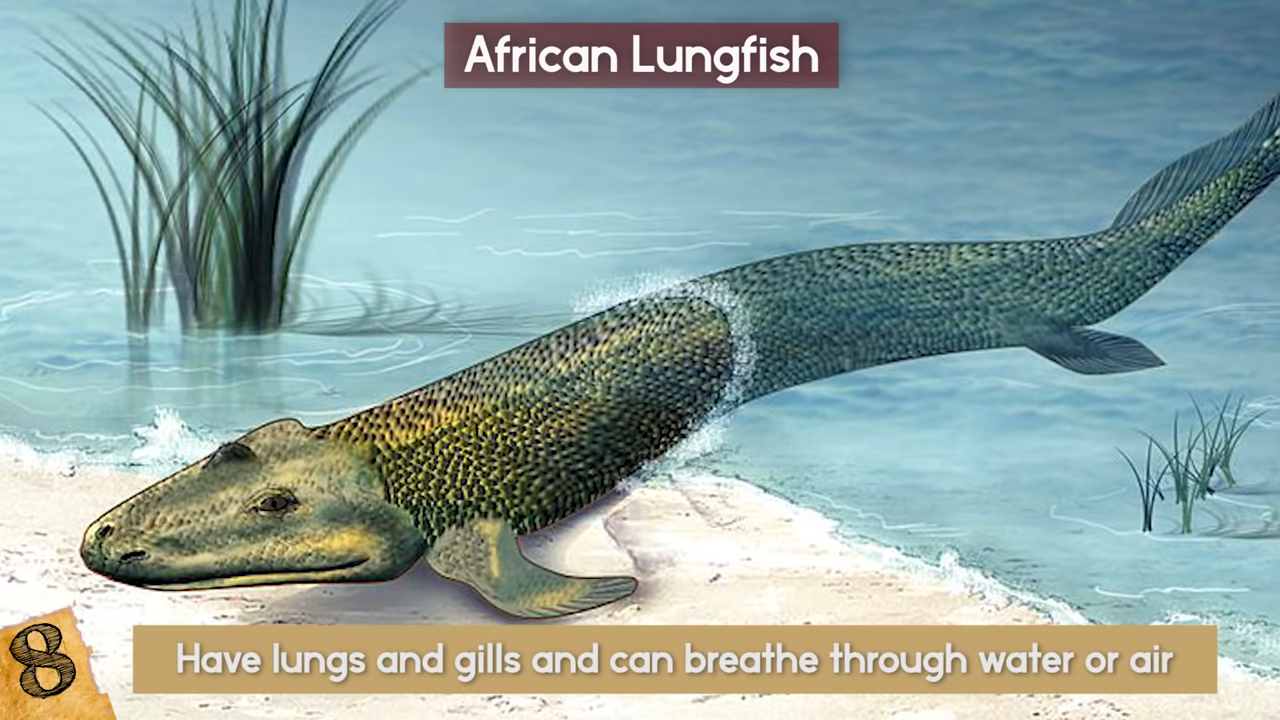 African Lungfish
8
Have lungs and gills and can breathe through water or air